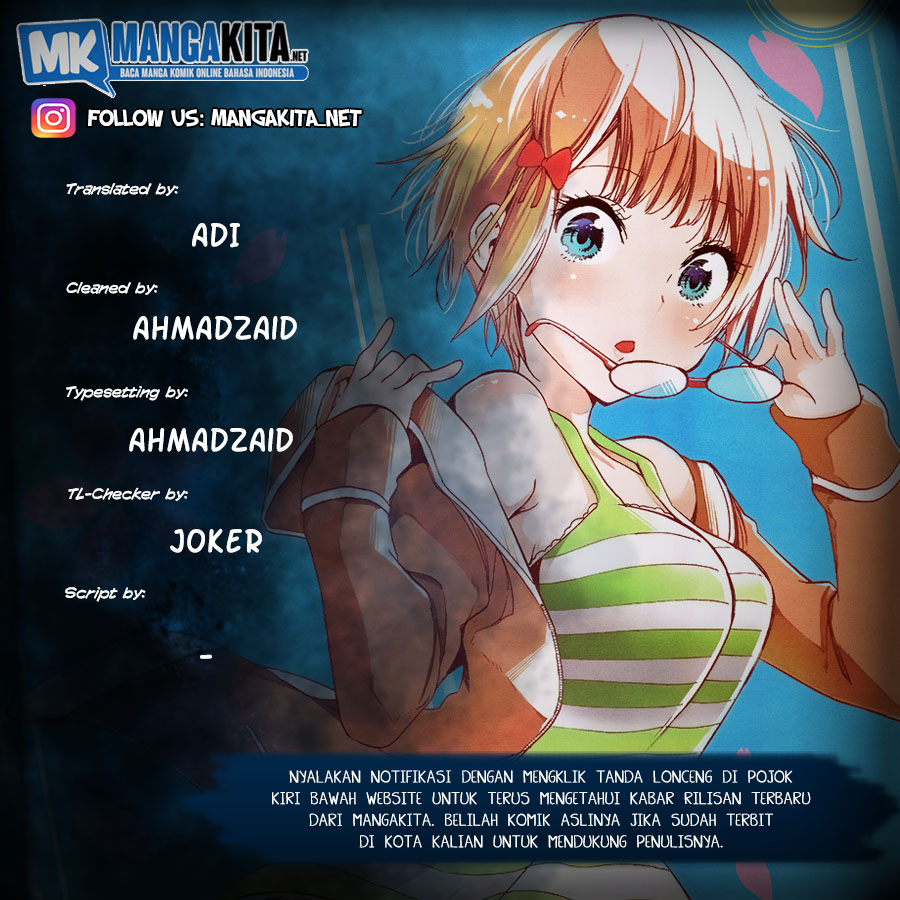 MK MANGAKITA.NET
BACA MANGA KOMIK ONLINE BAHASA INDONESIA
FOLLOW US: MANGAKITA_NET
Translated by:
ADI
Cleaned by:
AHMADZAID
Typesetting by:
AHMADZAID
TL-Checker by:
JOKER
Script by:
-
NYALAKAN NOTIFIKASI DENGAN MENGKLIK TANDA LONCENG DI POJOK
KIRI BAWAH WEBSITE UNTUK TERUS MENGETAHUI KABAR RILISAN TERBARU
DARI MANGAKITA. BELILAH KOMIK ASLINYA JIKA SUDAH TERBIT
DI KOTA KALIAN UNTUK MENDUKUNG PENULISNYA.